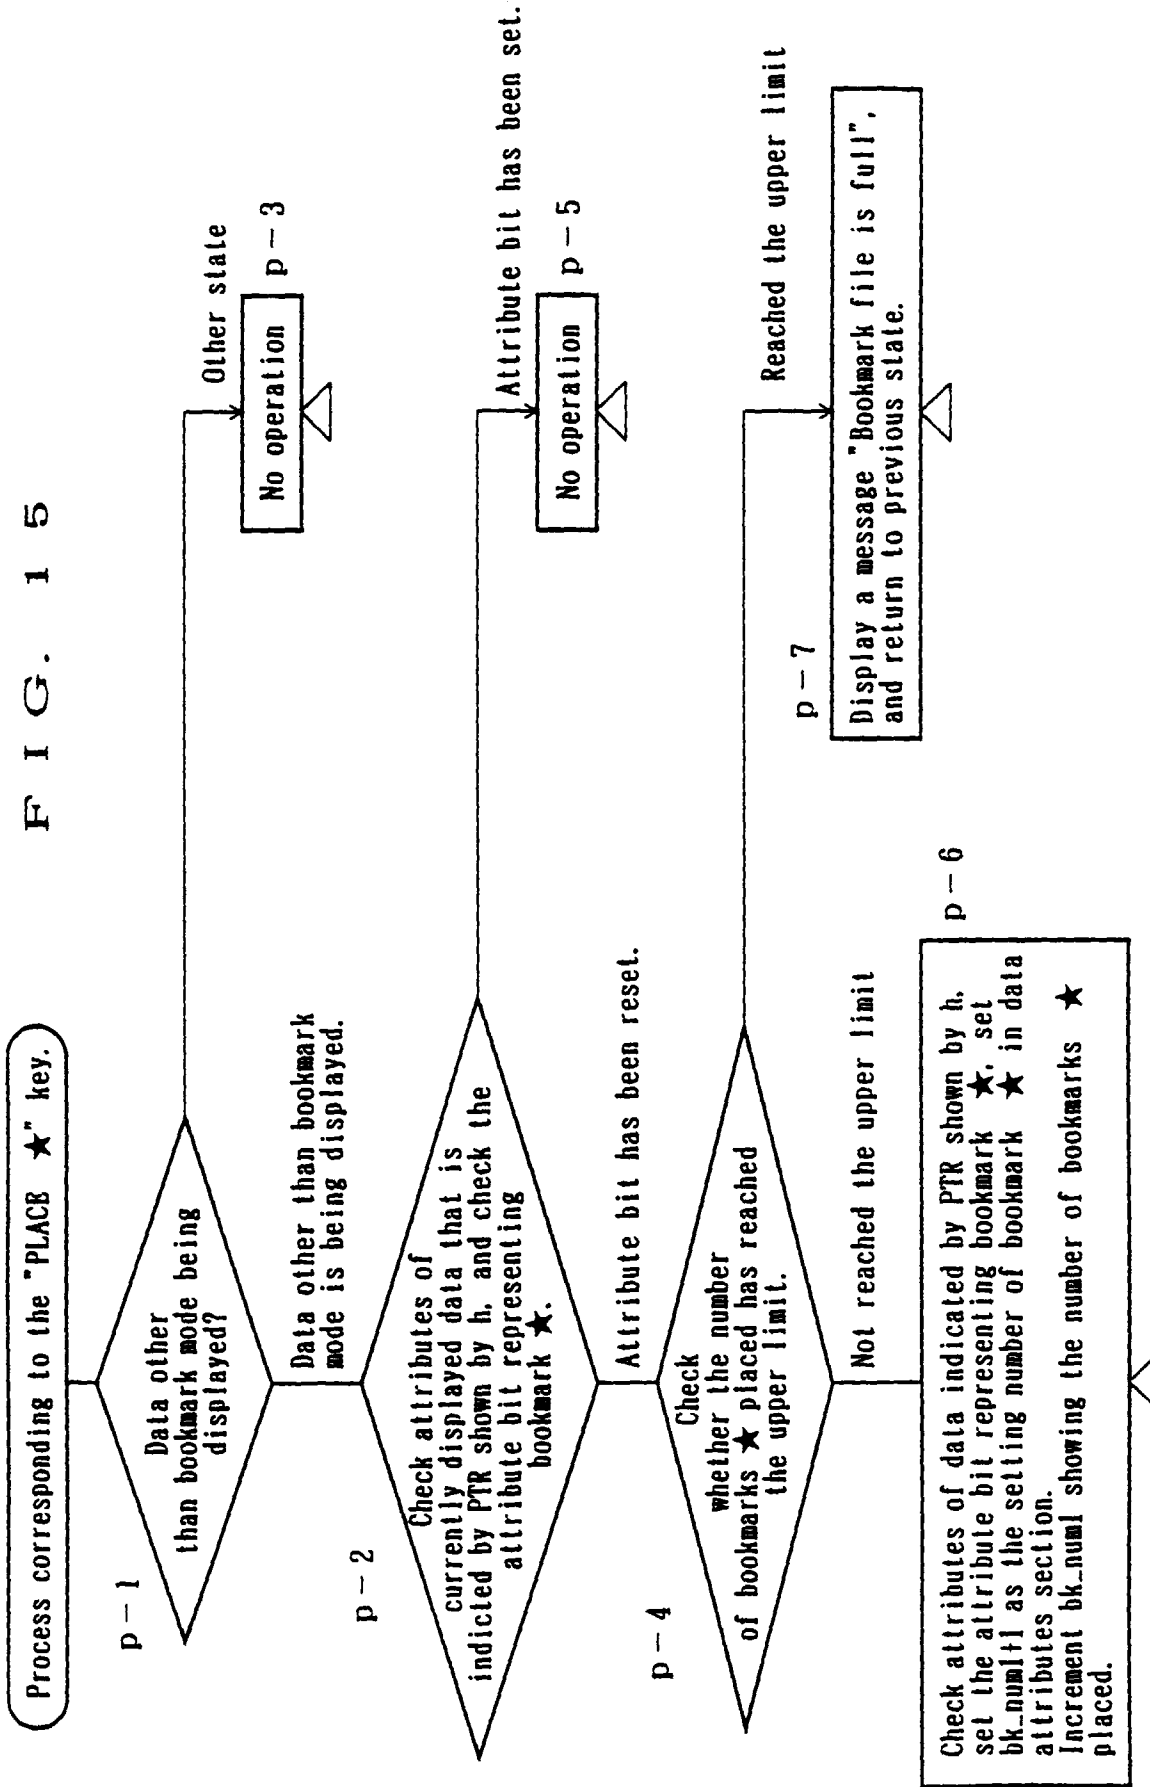 FIG. 15
Process corresponding to the "PLACE ★" key.
p-1
Data other
than bookmark mode being
displayed?
Other state
No operation
p-3
Data other than bookmark
mode is being displayed.
p-2
Check attributes of
currently displayed data that is
indicted by PTR shown by h, and check the
attribute bit representing
bookmark ★.
Attribute bit has been set.
No operation
p-5
Attribute bit has been reset.
p-4
Check
whether the number
of bookmarks ★ placed has reached
the upper limit.
Reached the upper limit
p-7
Display a message "Bookmark file is full",
and return to previous state.
Not reached the upper limit
p-6
Check attributes of data indicated by PTR shown by h,
set the attribute bit representing bookmark ★, set
bk_num1+1 as the setting number of bookmark ★ in data
attributes section.
Increment bk_num1 showing the number of bookmarks ★
placed.